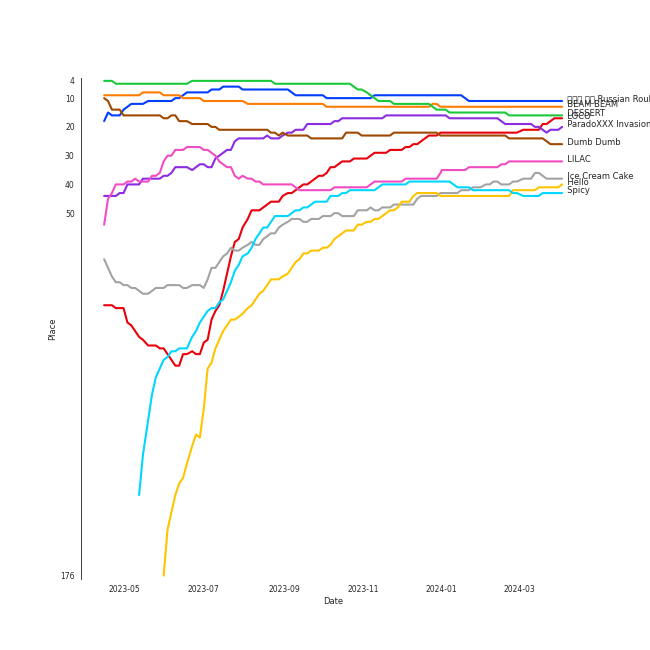 4
10
20
30
40
50
176
Place
2023-05
2023-07
2023-09
2023-11
2024-01
2024-03
Date
Russian Roul
BEAM BEAM
DESSERT
LOCO
ParadoXXX Invasion
Dumb Dumb
LILAC
Ice Cream Cake
Hello
Spicy